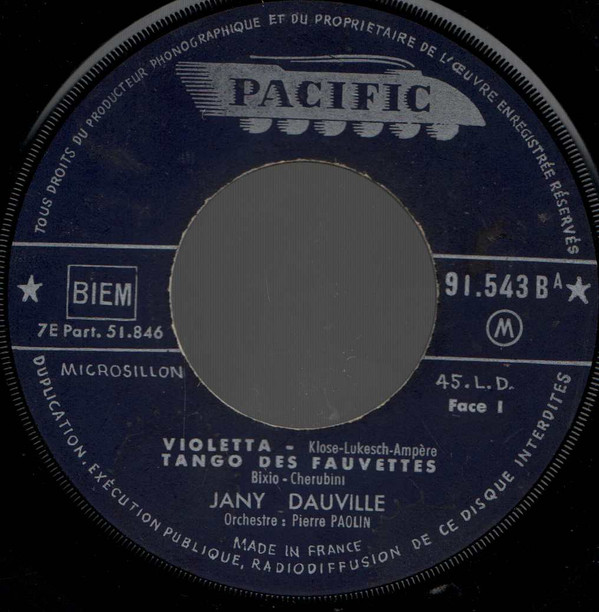 TOUS DROITS DU PRODUCTEUR PHONOGRAPHIQUE ET DU PROPRIETAIRE DE L'ŒUVRE ENREGISTRÉE RÉSERVÉS
PACIFIC
BIEM
91.543 B A
7E Part. 51.846
M
MICROSILLON
45.L.D.
Face I
VIOLETTA - Klose-Lukesch-Ampère
TANGO DES FAUVETTES
Bixio - Cherubini
JANY DAUVILLE
Orchestre : Pierre PAOLIN
MADE IN FRANCE
DUPLICATION, EXÉCUTION PUBLIQUE, RADIODIFFUSION DE CE DISQUE INTERDITES